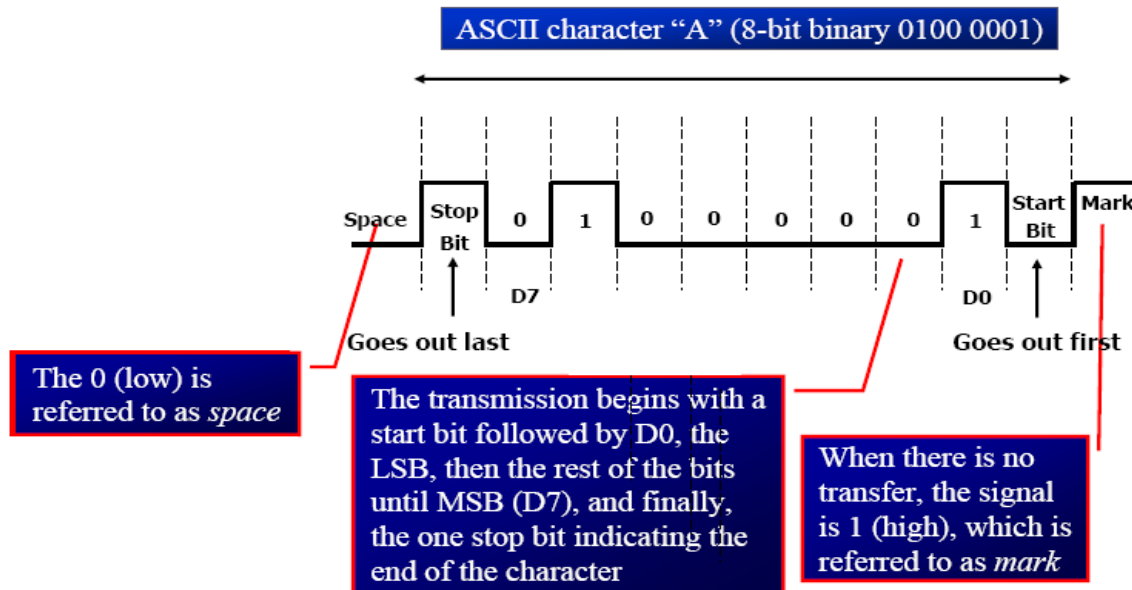 ASCII character “A” (8-bit binary 0100 0001)
Space
Stop
Bit
0
1
0
0
0
0
0
1
Start
Bit
Mark
D7
D0
Goes out last
Goes out first
The 0 (low) is
referred to as space
The transmission begins with a
start bit followed by D0, the
LSB, then the rest of the bits
until MSB (D7), and finally,
the one stop bit indicating the
end of the character
When there is no
transfer, the signal
is 1 (high), which is
referred to as mark